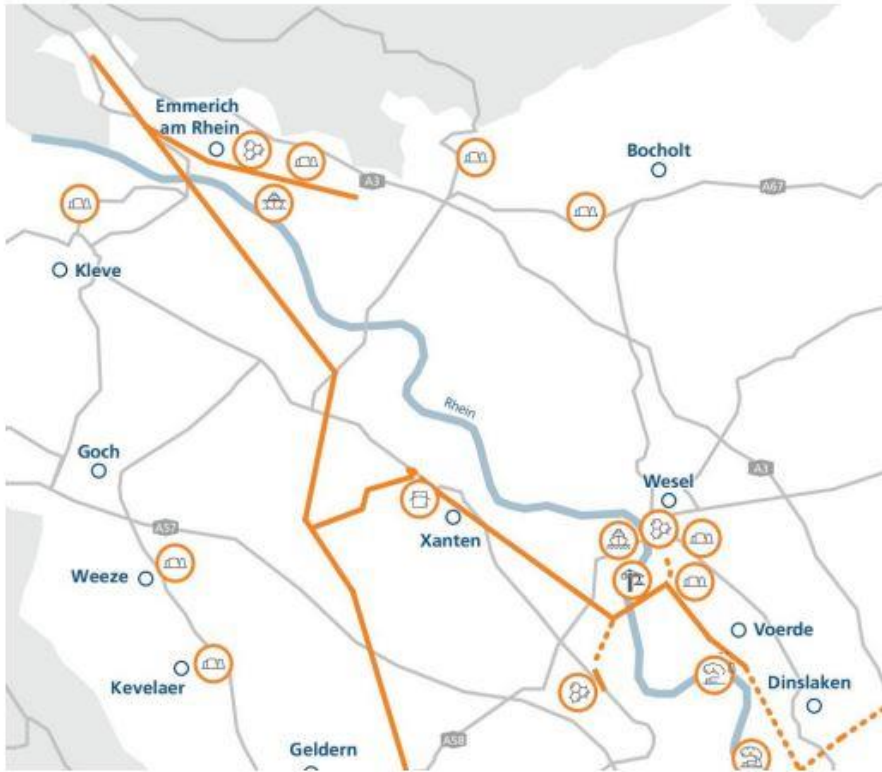 Emmerich
am Rhein
Bocholt
A3
A67
Kleve
Rhein
Goch
A3
Wesel
A57
Xanten
Weeze
Voerde
Kevelaer
Dinslaken
A58
Geldern